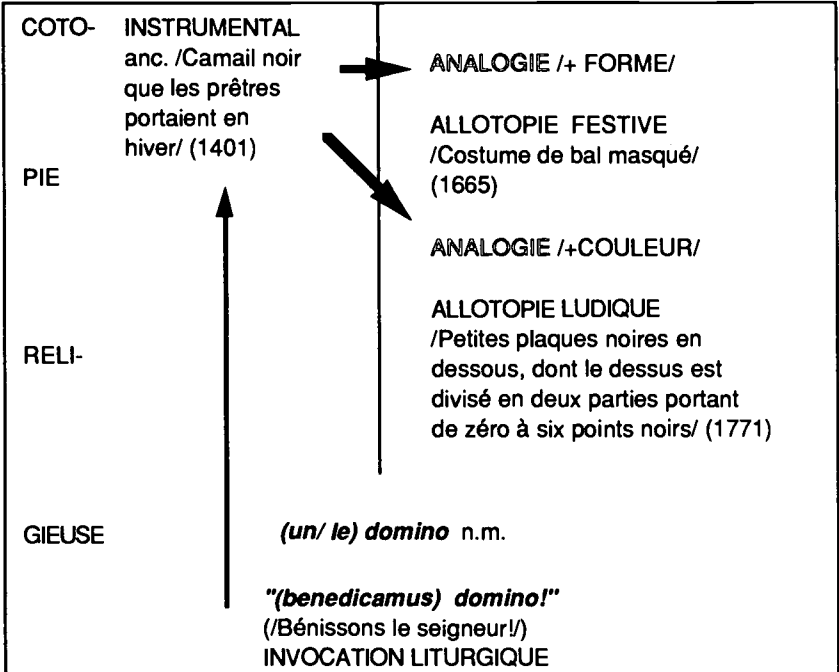 COTO- INSTRUMENTAL
anc. /Camail noir
que les prêtres
portaient en
hiver/ (1401)
ANALOGIE /+ FORME/
ALLOTOPIE FESTIVE
/Costume de bal masqué/
(1665)
PIE
ANALOGIE /+COULEUR/
ALLOTOPIE LUDIQUE
/Petites plaques noires en
dessous, dont le dessus est
divisé en deux parties portant
de zéro à six points noirs/ (1771)
RELI-
GIEUSE
(un/ le) domino n.m.
"(benedicamus) domino!"
(/Bénissons le seigneur!/)
INVOCATION LITURGIQUE